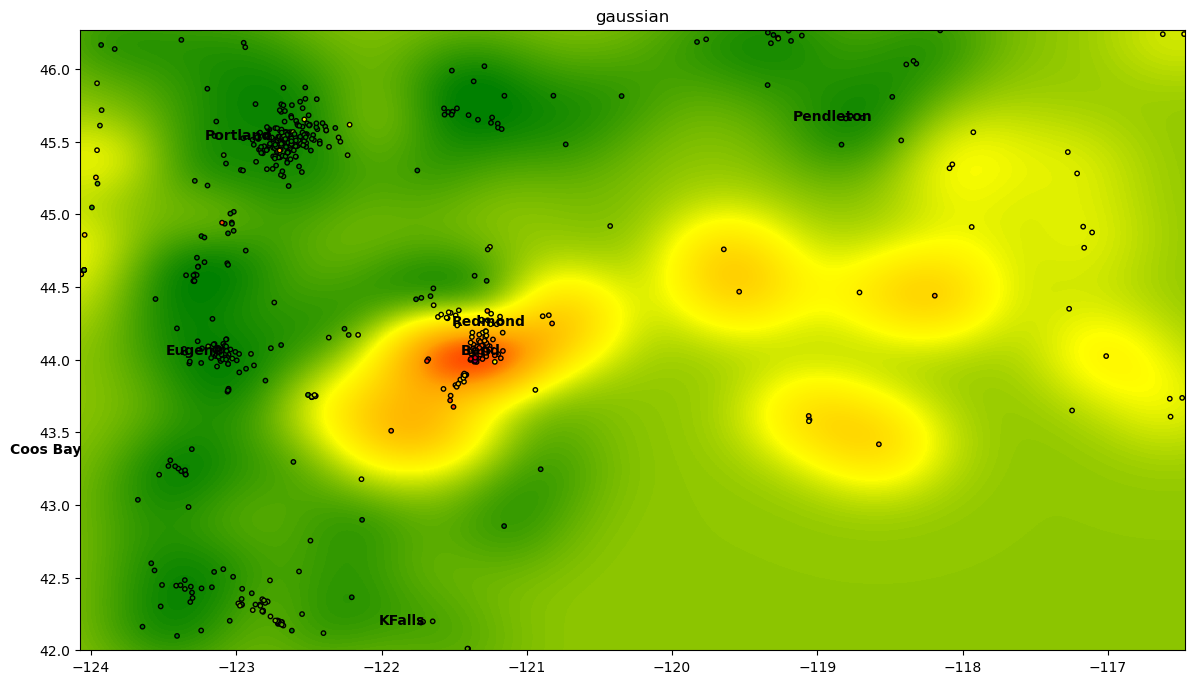 gaussian
46.0
45.5
45.0
44.5
44.0
43.5
43.0
42.5
42.0
Portland
Pendleton
Redmond
Eugene
Bend
Coos Bay
KFalls
−124
−123
−122
−121
−120
−119
−118
−117